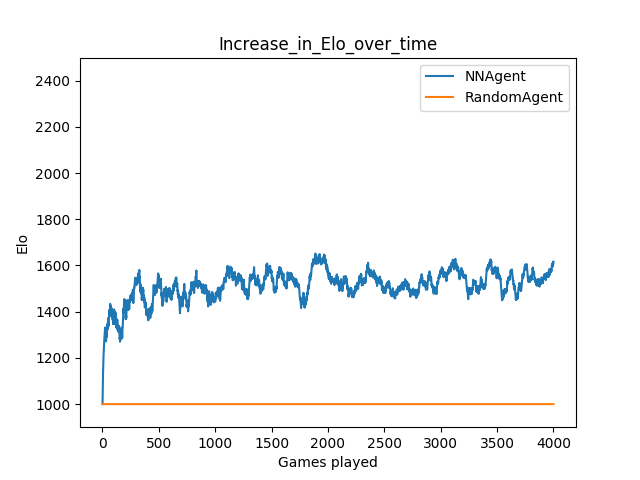 Increase_in_Elo_over_time
NNAgent
RandomAgent
2400
2200
2000
1800
1600
1400
1200
1000
Elo
0 500 1000 1500 2000 2500 3000 3500 4000
Games played